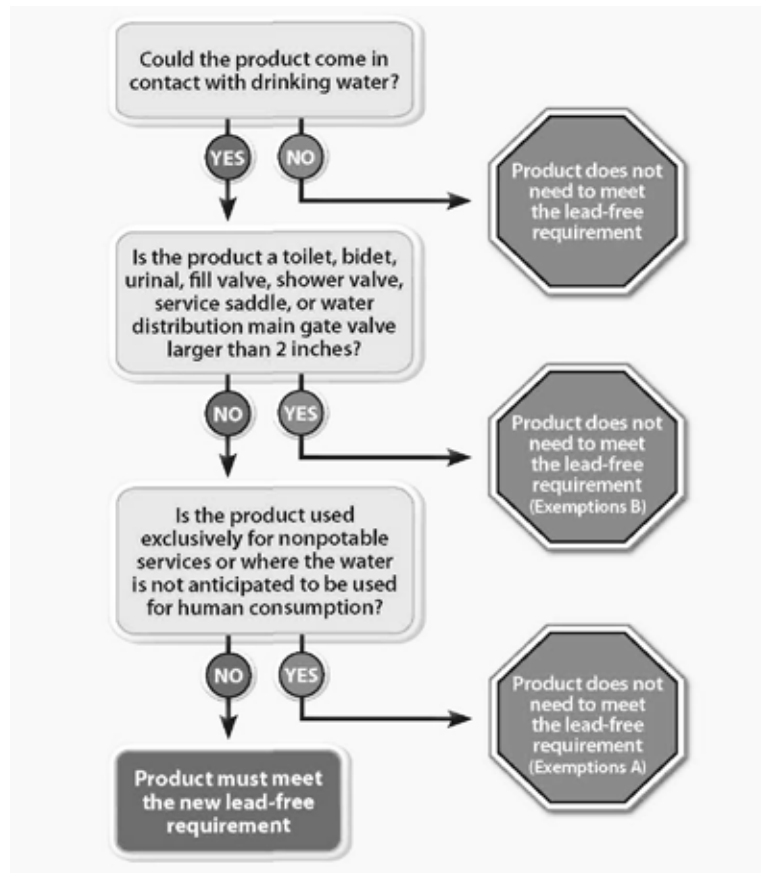 Could the product come in
contact with drinking water?
YES
NO
Product does not
need to meet
the lead-free
requirement
Is the product a toilet, bidet,
urinal, fill valve, shower valve,
service saddle, or water
distribution main gate valve
larger than 2 inches?
NO
YES
Product does not
need to meet
the lead-free
requirement
(Exemptions B)
Is the product used
exclusively for nonpotable
services or where the water
is not anticipated to be used
for human consumption?
NO
YES
Product does not
need to meet
the lead-free
requirement
(Exemptions A)
Product must meet
the new lead-free
requirement